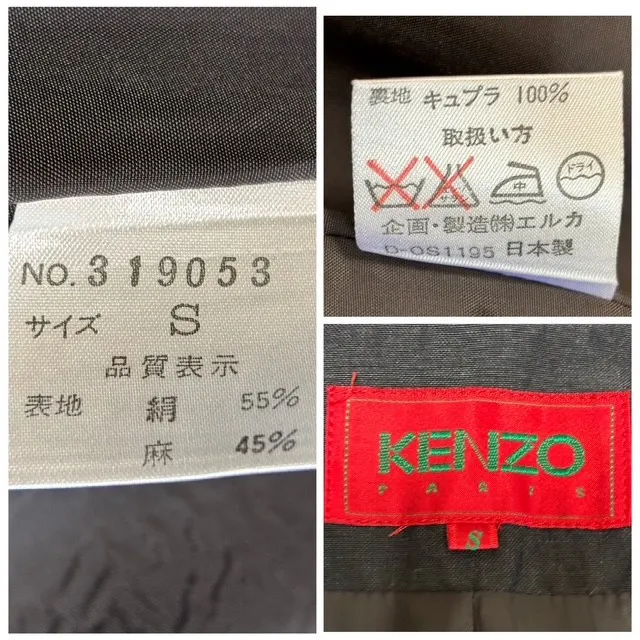 NO.319053
サイズ S
品質表示
表地 絹 55%
麻 45%
裏地 キュプラ 100%
取扱い方
中 ドライ
企画・製造㈱エルカ
D-OS1195 日本製
KENZO
PARIS
S